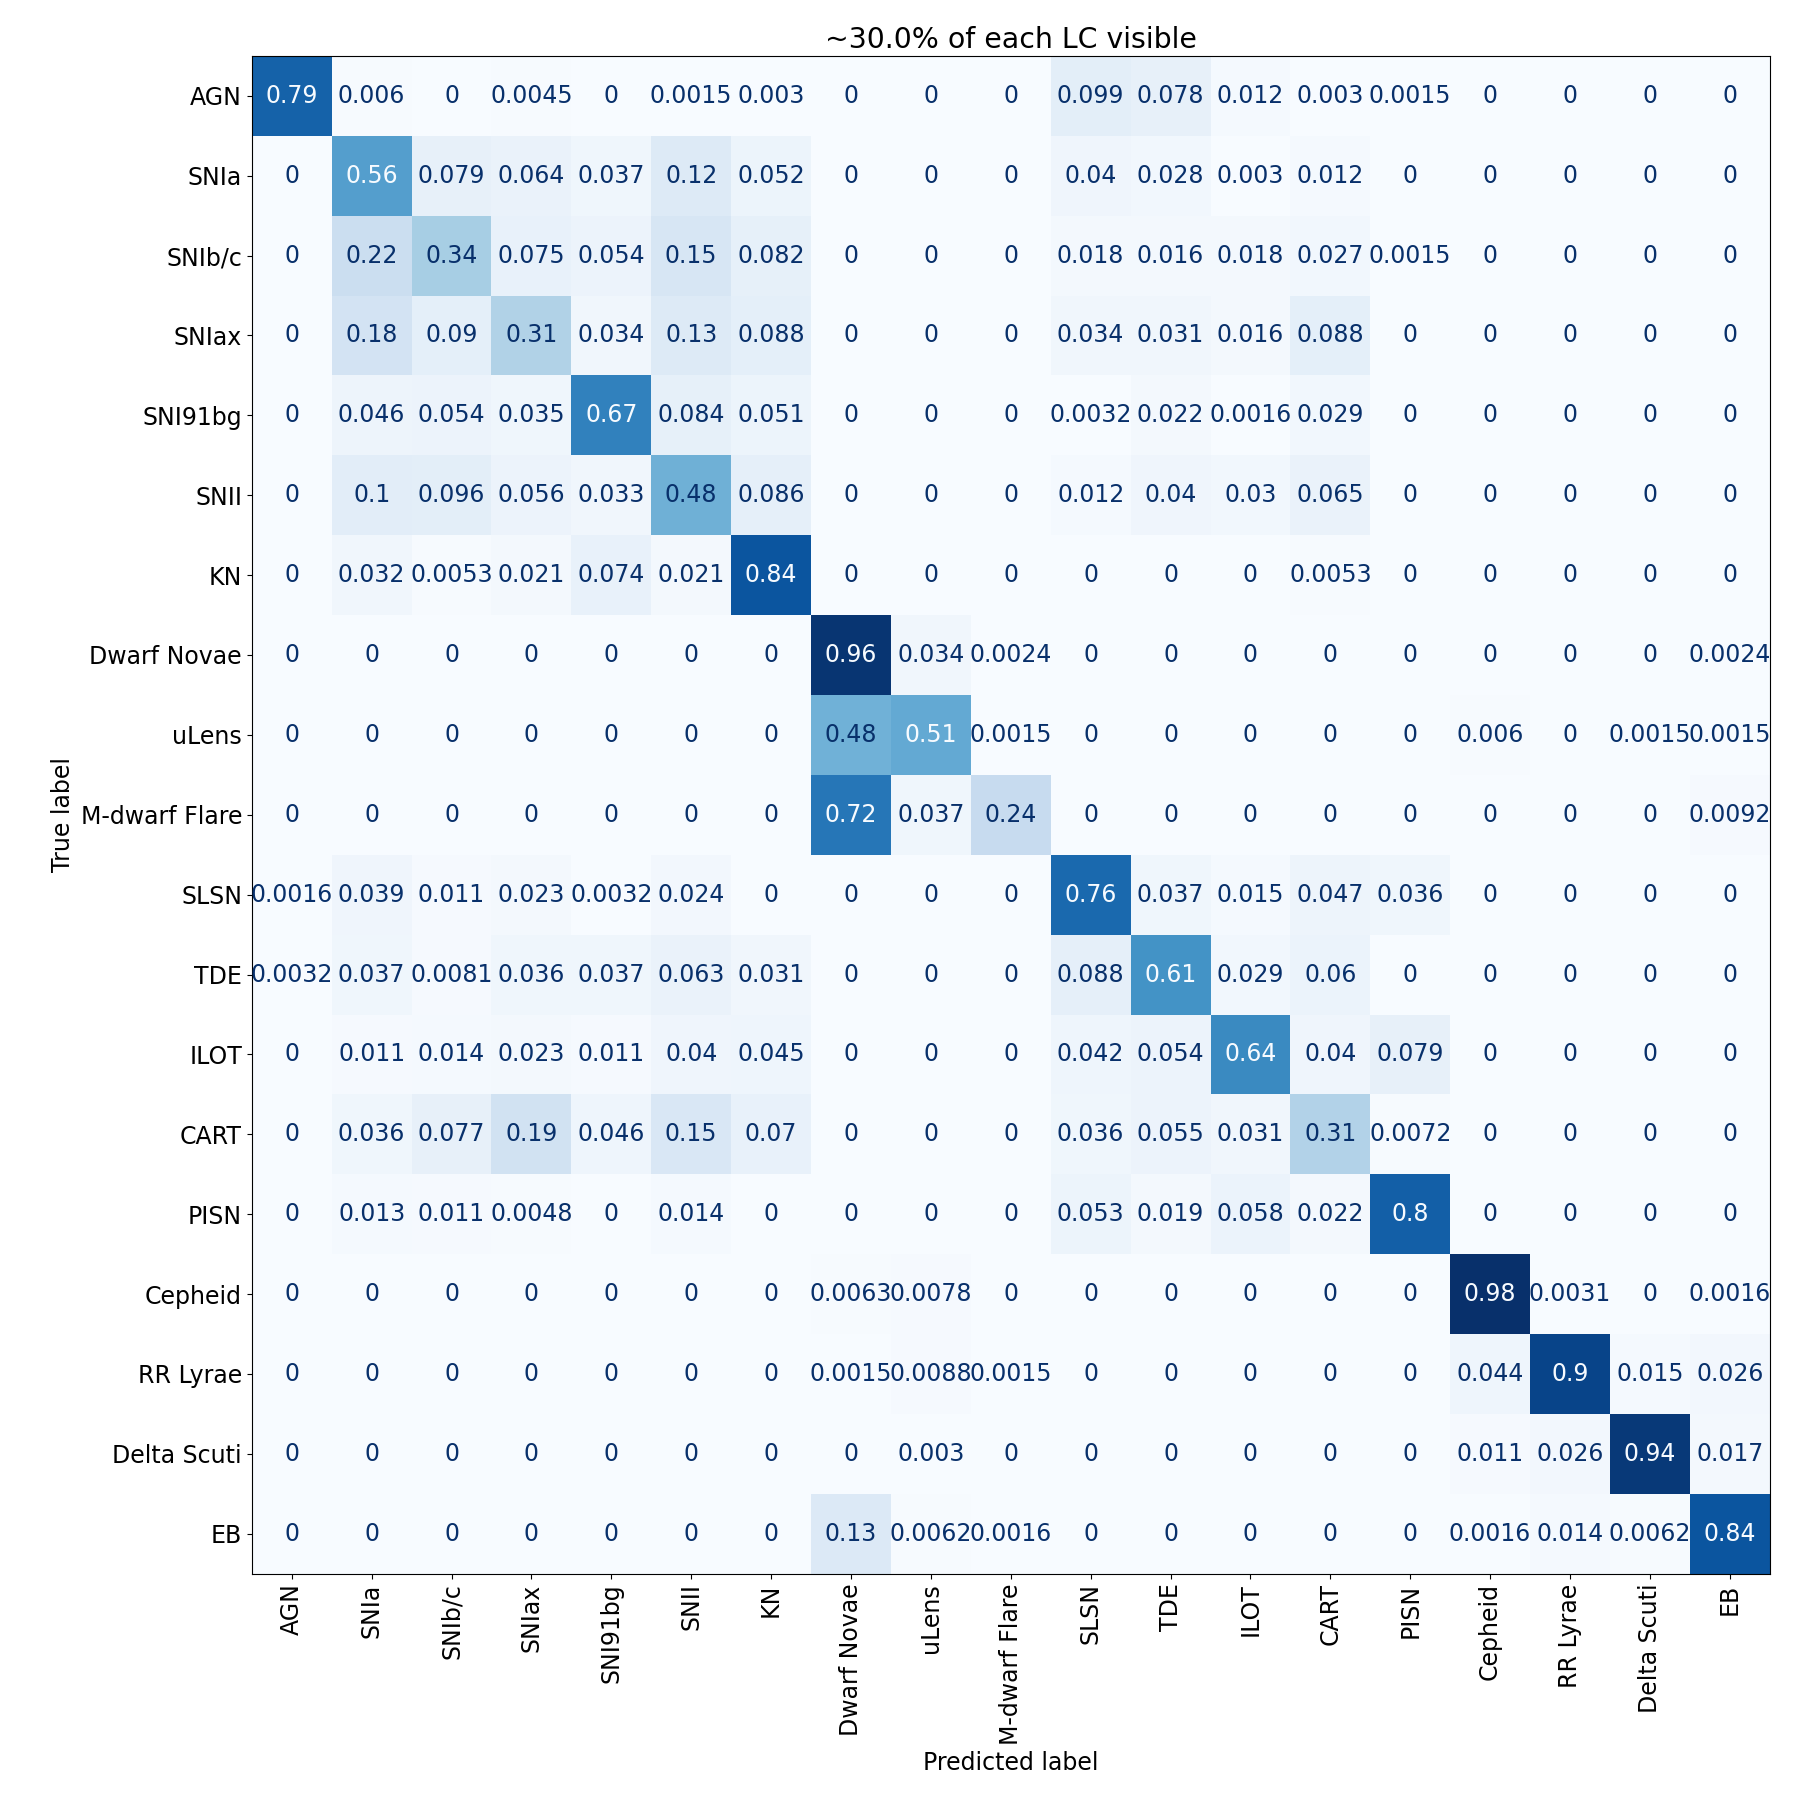 ~30.0% of each LC visible
AGN 0.79 0.006 0 0.0045 0 0.0015 0.003 0 0 0 0.099 0.078 0.012 0.003 0.0015 0 0 0 0
SNIa 0 0.56 0.079 0.064 0.037 0.12 0.052 0 0 0 0.04 0.028 0.003 0.012 0 0 0 0 0
SNIb/c 0 0.22 0.34 0.075 0.054 0.15 0.082 0 0 0 0.018 0.016 0.018 0.027 0.0015 0 0 0 0
SNIax 0 0.18 0.09 0.31 0.034 0.13 0.088 0 0 0 0.034 0.031 0.016 0.088 0 0 0 0 0
SNI91bg 0 0.046 0.054 0.035 0.67 0.084 0.051 0 0 0 0.0032 0.022 0.0016 0.029 0 0 0 0 0
SNII 0 0.1 0.096 0.056 0.033 0.48 0.086 0 0 0 0.012 0.04 0.03 0.065 0 0 0 0 0
KN 0 0.032 0.0053 0.021 0.074 0.021 0.84 0 0 0 0 0 0 0.0053 0 0 0 0 0
Dwarf Novae 0 0 0 0 0 0 0 0.96 0.034 0.0024 0 0 0 0 0 0 0 0 0.0024
uLens 0 0 0 0 0 0 0 0.48 0.51 0.0015 0 0 0 0 0 0.006 0 0.0015 0.0015
M-dwarf Flare 0 0 0 0 0 0 0 0.72 0.037 0.24 0 0 0 0 0 0 0 0 0.0092
SLSN 0.0016 0.039 0.011 0.023 0.0032 0.024 0 0 0 0 0.76 0.037 0.015 0.047 0.036 0 0 0 0
TDE 0.0032 0.037 0.0081 0.036 0.037 0.063 0.031 0 0 0 0.088 0.61 0.029 0.06 0 0 0 0 0
ILOT 0 0.011 0.014 0.023 0.011 0.04 0.045 0 0 0 0.042 0.054 0.64 0.04 0.079 0 0 0 0
CART 0 0.036 0.077 0.19 0.046 0.15 0.07 0 0 0 0.036 0.055 0.031 0.31 0.0072 0 0 0 0
PISN 0 0.013 0.011 0.0048 0 0.014 0 0 0 0 0.053 0.019 0.058 0.022 0.8 0 0 0 0
Cepheid 0 0 0 0 0 0 0 0.0063 0.0078 0 0 0 0 0 0 0.98 0.0031 0 0.0016
RR Lyrae 0 0 0 0 0 0 0 0.0015 0.0088 0.0015 0 0 0 0 0 0.044 0.9 0.015 0.026
Delta Scuti 0 0 0 0 0 0 0 0 0.003 0 0 0 0 0 0 0.011 0.026 0.94 0.017
EB 0 0 0 0 0 0 0 0.13 0.0062 0.0016 0 0 0 0 0 0.0016 0.014 0.0062 0.84
True label
AGN SNIa SNIb/c SNIax SNI91bg SNII KN Dwarf Novae uLens M-dwarf Flare SLSN TDE ILOT CART PISN Cepheid RR Lyrae Delta Scuti EB
Predicted label